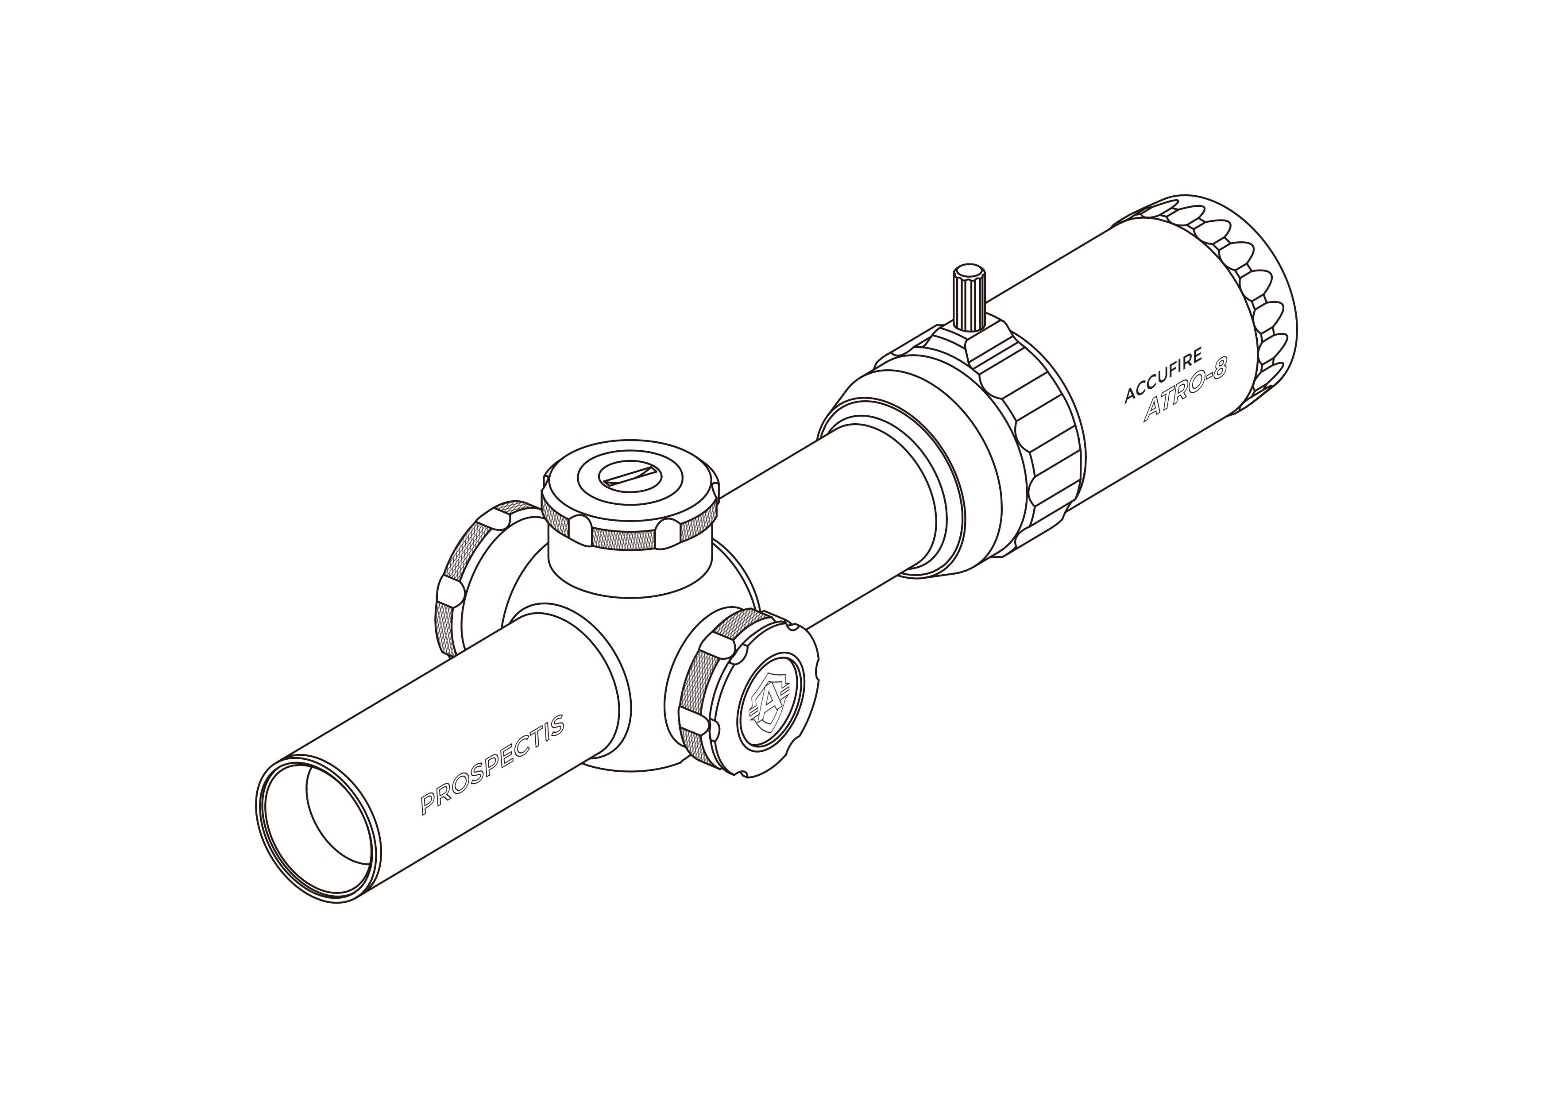 ACCUFIRE
ATRO-8
PROSPECTIS
A